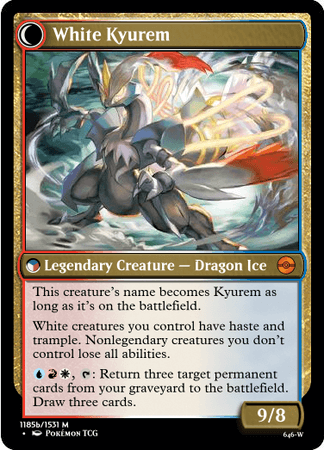 White Kyurem
Legendary Creature — Dragon Ice
This creature's name becomes Kyurem as
long as it's on the battlefield.
White creatures you control have haste and
trample. Nonlegendary creatures you don't
control lose all abilities.
, : Return three target permanent
cards from your graveyard to the battlefield.
Draw three cards.
9/8
1185b/1531 M
• Pokémon TCG
646-W